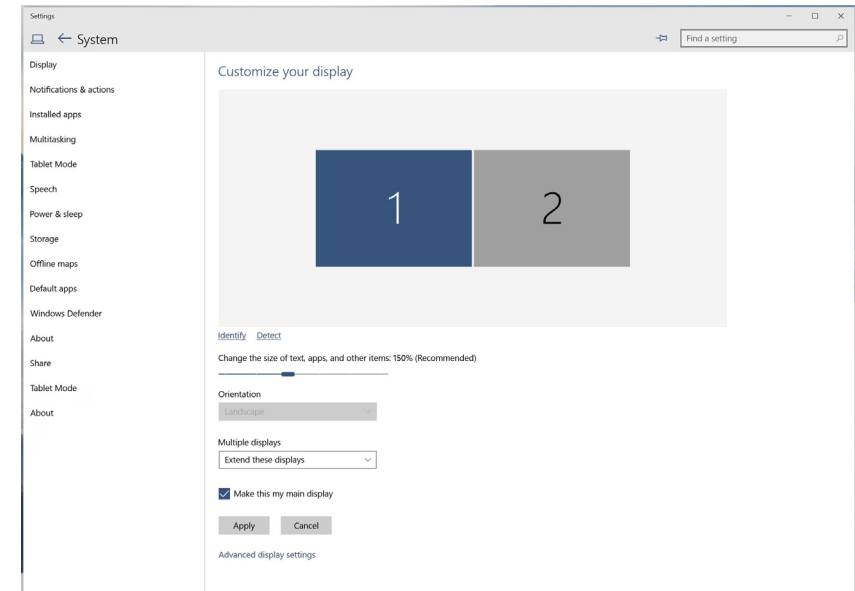 Settings
System
Find a setting
Display
Notifications & actions
Installed apps
Multitasking
Tablet Mode
Speech
Power & sleep
Storage
Offline maps
Default apps
Windows Defender
About
Share
Tablet Mode
About
Customize your display
1 2
Identify Detect
Change the size of text, apps, and other items: 150% (Recommended)
Orientation
Landscape
Multiple displays
Extend these displays
Make this my main display
Apply Cancel
Advanced display settings